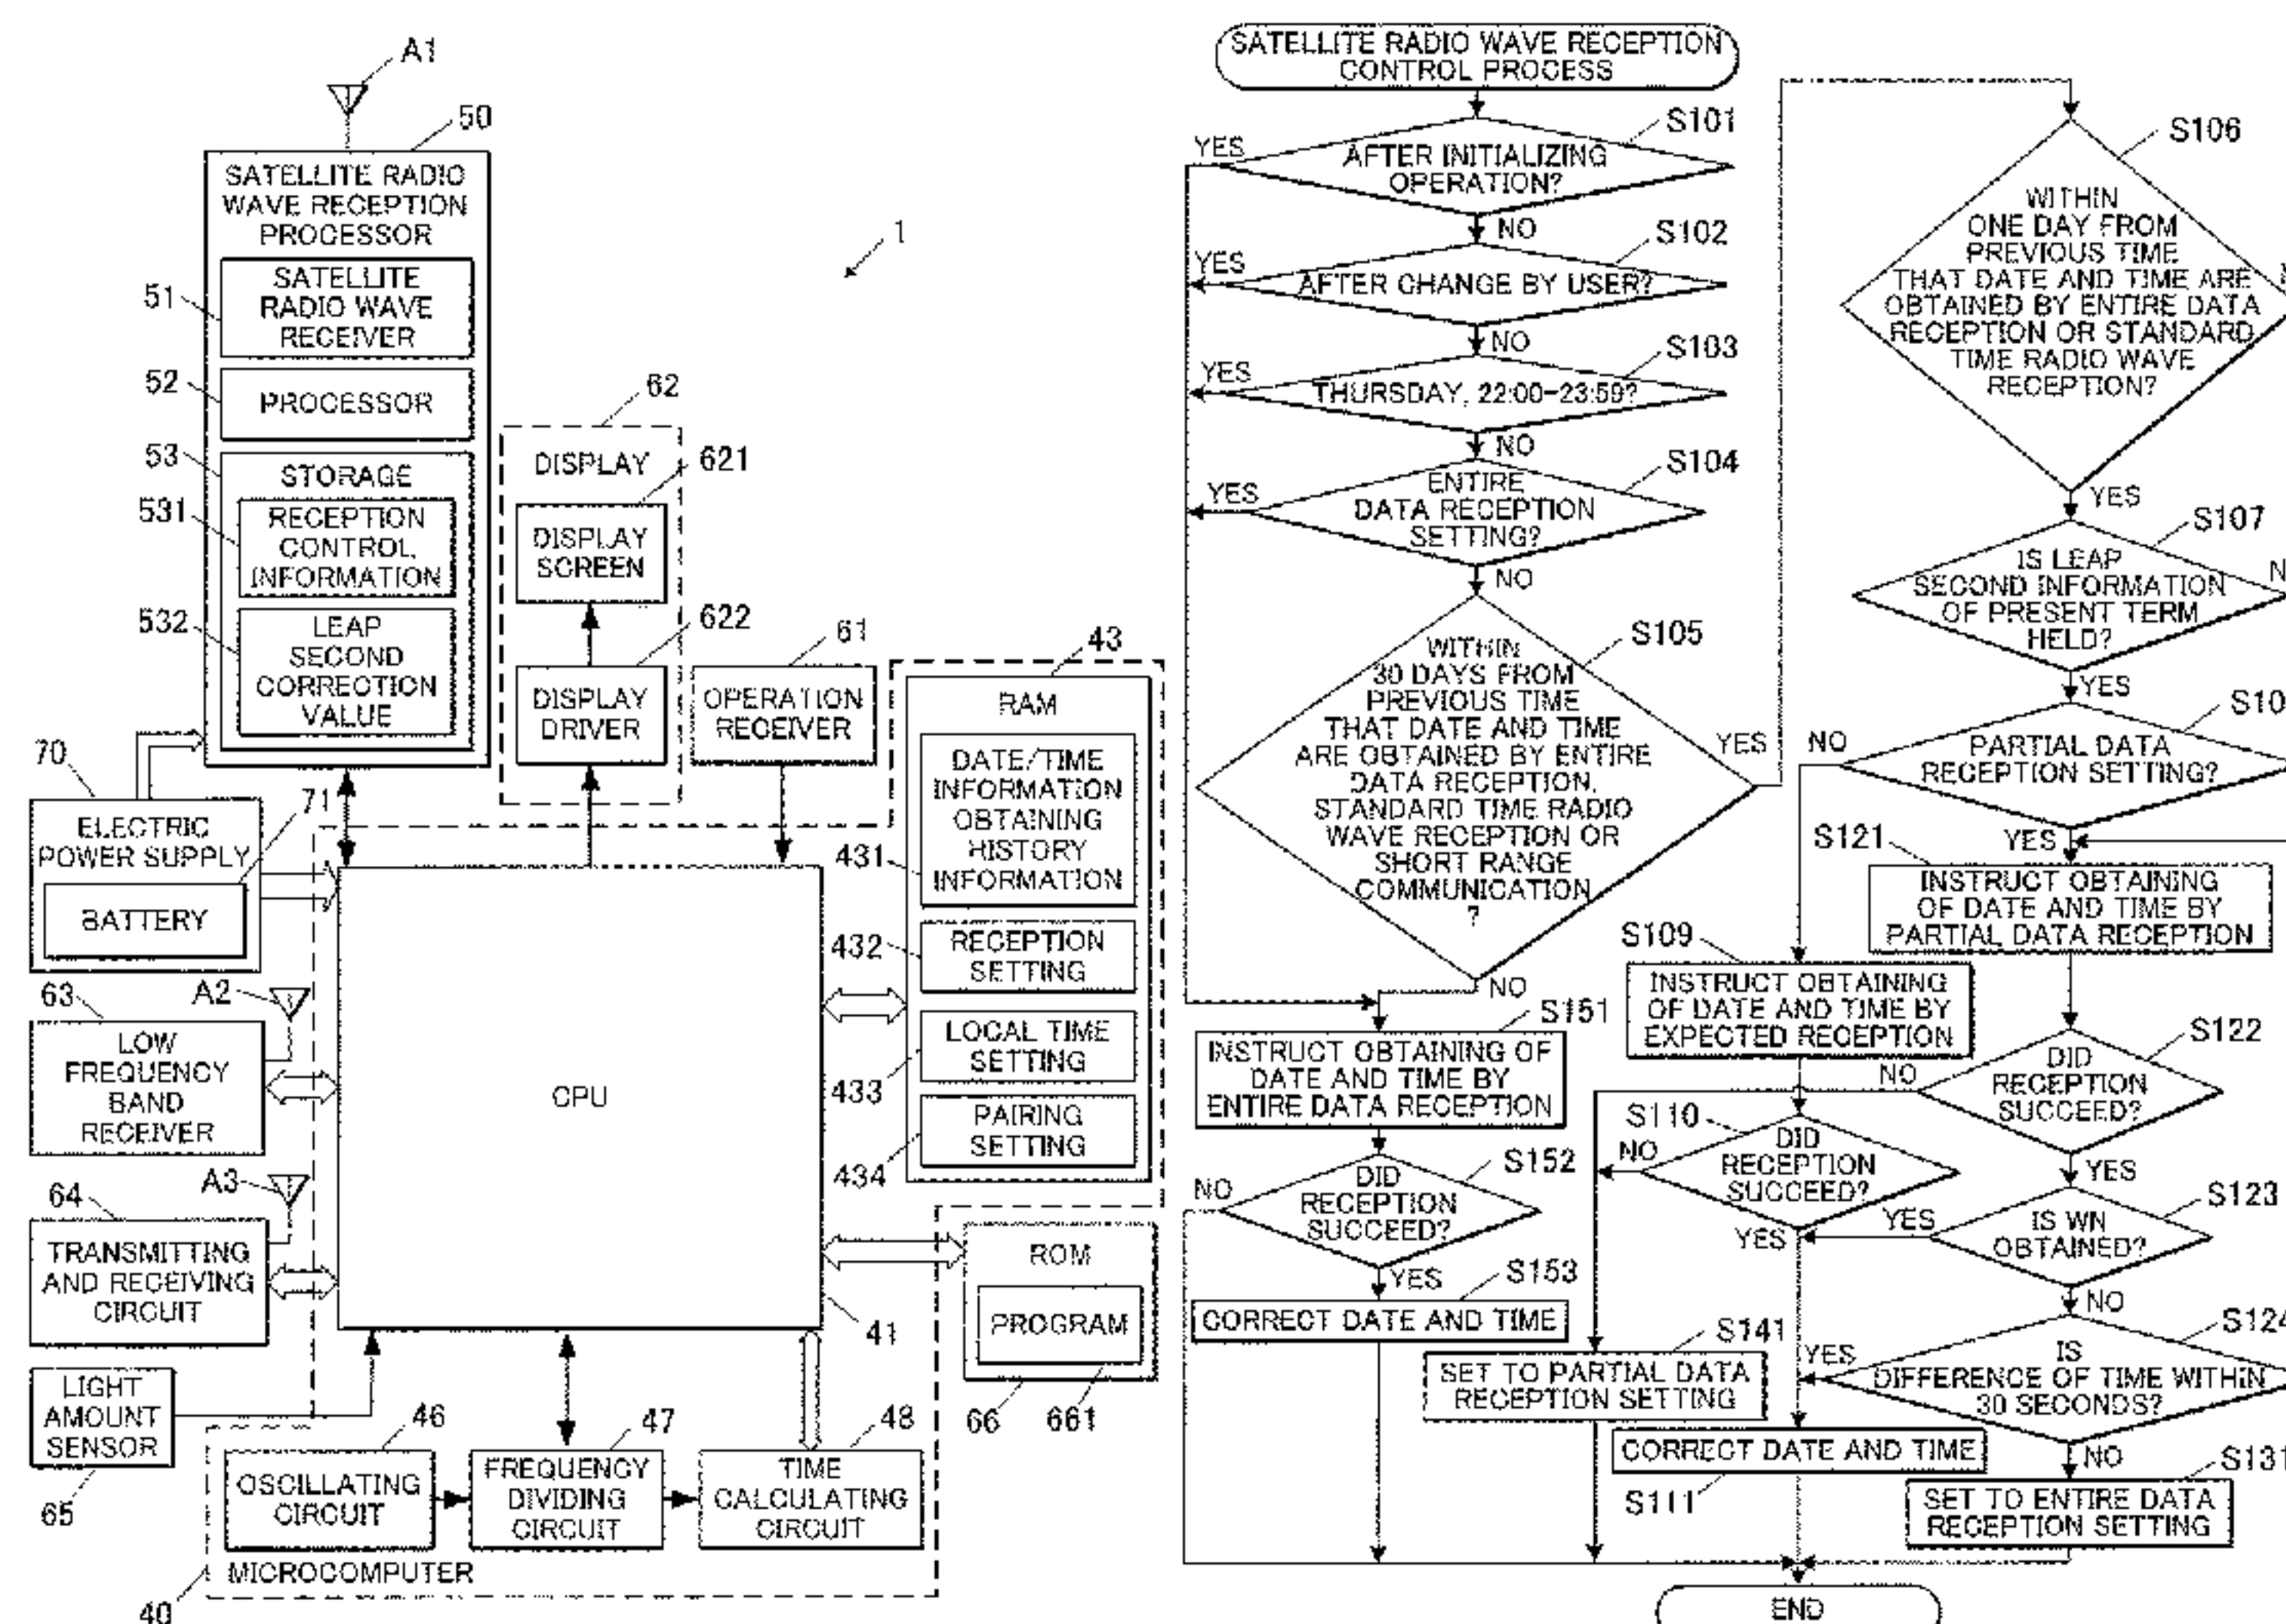 A1
50
SATELLITE RADIO
WAVE RECEPTION
PROCESSOR
51
SATELLITE
RADIO WAVE
RECEIVER
52
PROCESSOR
53
STORAGE
531
RECEPTION
CONTROL
INFORMATION
532
LEAP
SECOND
CORRECTION
VALUE
1
62
DISPLAY
621
DISPLAY
SCREEN
622
DISPLAY
DRIVER
61
OPERATION
RECEIVER
43
RAM
DATE/TIME
INFORMATION
OBTAINING
HISTORY
INFORMATION
431
432
RECEPTION
SETTING
433
LOCAL TIME
SETTING
434
PAIRING
SETTING
70
71
ELECTRIC
POWER SUPPLY
BATTERY
63
A2
LOW
FREQUENCY
BAND
RECEIVER
CPU
64
A3
TRANSMITTING
AND RECEIVING
CIRCUIT
41
ROM
PROGRAM
66
661
LIGHT
AMOUNT
SENSOR
65
46
OSCILLATING
CIRCUIT
47
FREQUENCY
DIVIDING
CIRCUIT
48
TIME
CALCULATING
CIRCUIT
MICROCOMPUTER
40
SATELLITE RADIO WAVE RECEPTION
CONTROL PROCESS
S101
YES
AFTER INITIALIZING
OPERATION?
NO
S102
YES
AFTER CHANGE BY USER?
NO
S103
YES
THURSDAY, 22:00-23:59?
NO
S104
YES
ENTIRE
DATA RECEPTION
SETTING?
NO
S105
WITHIN
30 DAYS FROM
PREVIOUS TIME
THAT DATE AND TIME
ARE OBTAINED BY ENTIRE
DATA RECEPTION,
STANDARD TIME RADIO
WAVE RECEPTION OR
SHORT RANGE
COMMUNICATION
?
YES
NO
S151
INSTRUCT OBTAINING OF
DATE AND TIME BY
ENTIRE DATA RECEPTION
S152
NO
DID
RECEPTION
SUCCEED?
YES
S153
CORRECT DATE AND TIME
S106
WITHIN
ONE DAY FROM
PREVIOUS TIME
THAT DATE AND TIME ARE
OBTAINED BY ENTIRE DATA
RECEPTION OR STANDARD
TIME RADIO WAVE
RECEPTION?
YES
S107
IS LEAP
SECOND INFORMATION
OF PRESENT TERM
HELD?
YES
NO
PARTIAL DATA
RECEPTION SETTING?
YES
S121
INSTRUCT OBTAINING
OF DATE AND TIME BY
PARTIAL DATA RECEPTION
S109
INSTRUCT OBTAINING
OF DATE AND TIME BY
EXPECTED RECEPTION
S122
NO
DID
RECEPTION
SUCCEED?
YES
S110
NO
DID
RECEPTION
SUCCEED?
YES
S123
YES
IS WN
OBTAINED?
NO
S124
YES
IS
DIFFERENCE OF TIME WITHIN
30 SECONDS?
NO
S141
SET TO PARTIAL DATA
RECEPTION SETTING
CORRECT DATE AND TIME
S111
S131
SET TO ENTIRE DATA
RECEPTION SETTING
END